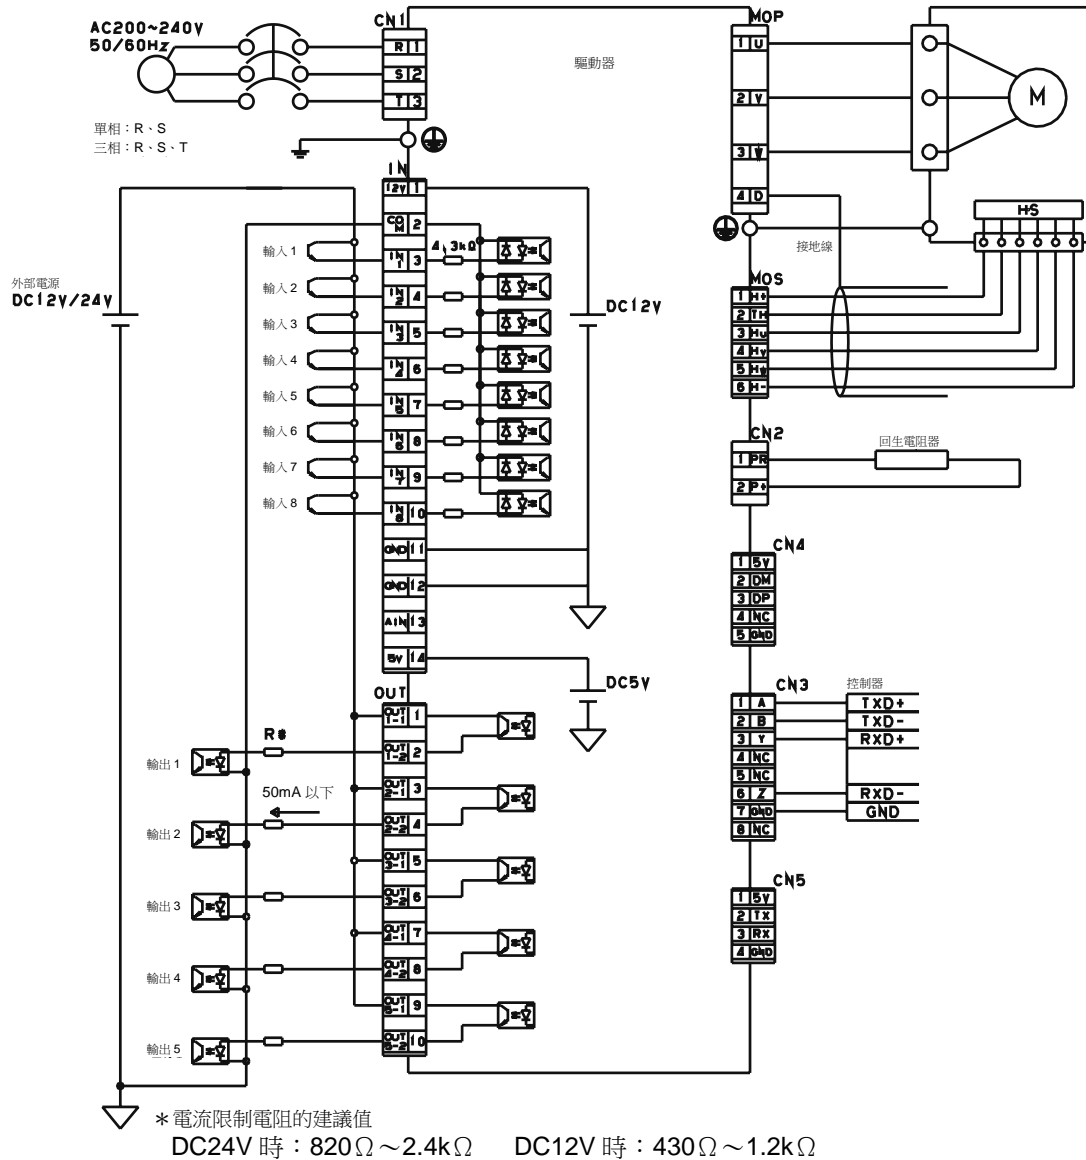 AC200~240V
50/60Hz
單相：R、S
三相：R、S、T
CN1
R 1
S 2
T 3
驅動器
MOP
1 U
2 V
3 W
4 D
M
HS
接地線
IN
12V 1
COM 2
IN1 3
IN2 4
IN3 5
IN4 6
IN5 7
IN6 8
IN7 9
IN8 10
GND 11
GND 12
AIN 13
5V 14
4.3kΩ
輸入 1
輸入 2
輸入 3
輸入 4
輸入 5
輸入 6
輸入 7
輸入 8
外部電源
DC12V/24V
DC12V
DC5V
MOS
1 H+
2 TH
3 Hu
4 Hv
5 Hw
6 H-
CN2
1 PR
2 P+
回生電阻器
CN4
1 5V
2 DM
3 DP
4 NC
5 GND
CN3
1 A
2 B
3 Y
4 NC
5 NC
6 Z
7 GND
8 NC
控制器
TXD+
TXD-
RXD+
RXD-
GND
CN5
1 5V
2 TX
3 RX
4 GND
OUT
OUT1-1 1
OUT1-2 2
OUT2-1 3
OUT2-2 4
OUT3-1 5
OUT3-2 6
OUT4-1 7
OUT4-2 8
OUT5-1 9
OUT5-2 10
R*
50mA 以下
輸出 1
輸出 2
輸出 3
輸出 4
輸出 5
＊電流限制電阻的建議值
DC24V 時：820Ω～2.4kΩ DC12V 時：430Ω～1.2kΩ